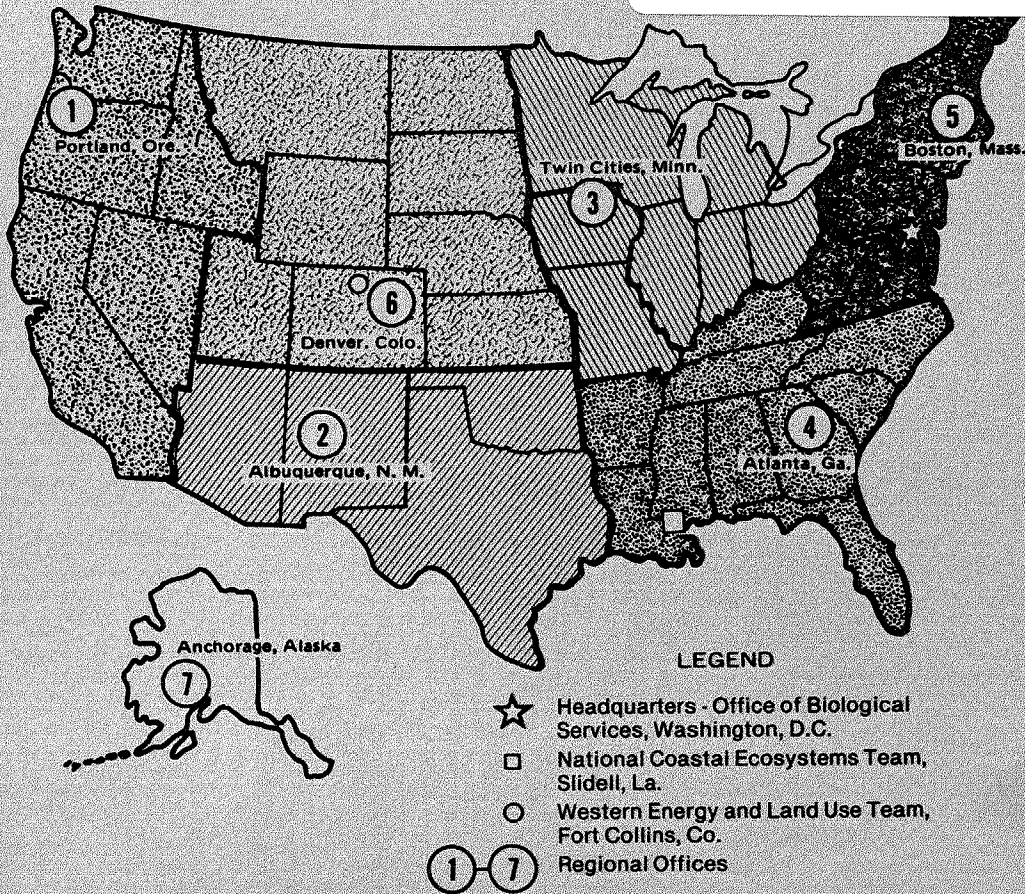 1
Portland, Ore.
5
Boston, Mass.
Twin Cities, Minn.
3
6
Denver, Colo.
2
Albuquerque, N. M.
4
Atlanta, Ga.
Anchorage, Alaska
7
LEGEND
Headquarters - Office of Biological
Services, Washington, D.C.
National Coastal Ecosystems Team,
Slidell, La.
Western Energy and Land Use Team,
Fort Collins, Co.
1-7 Regional Offices